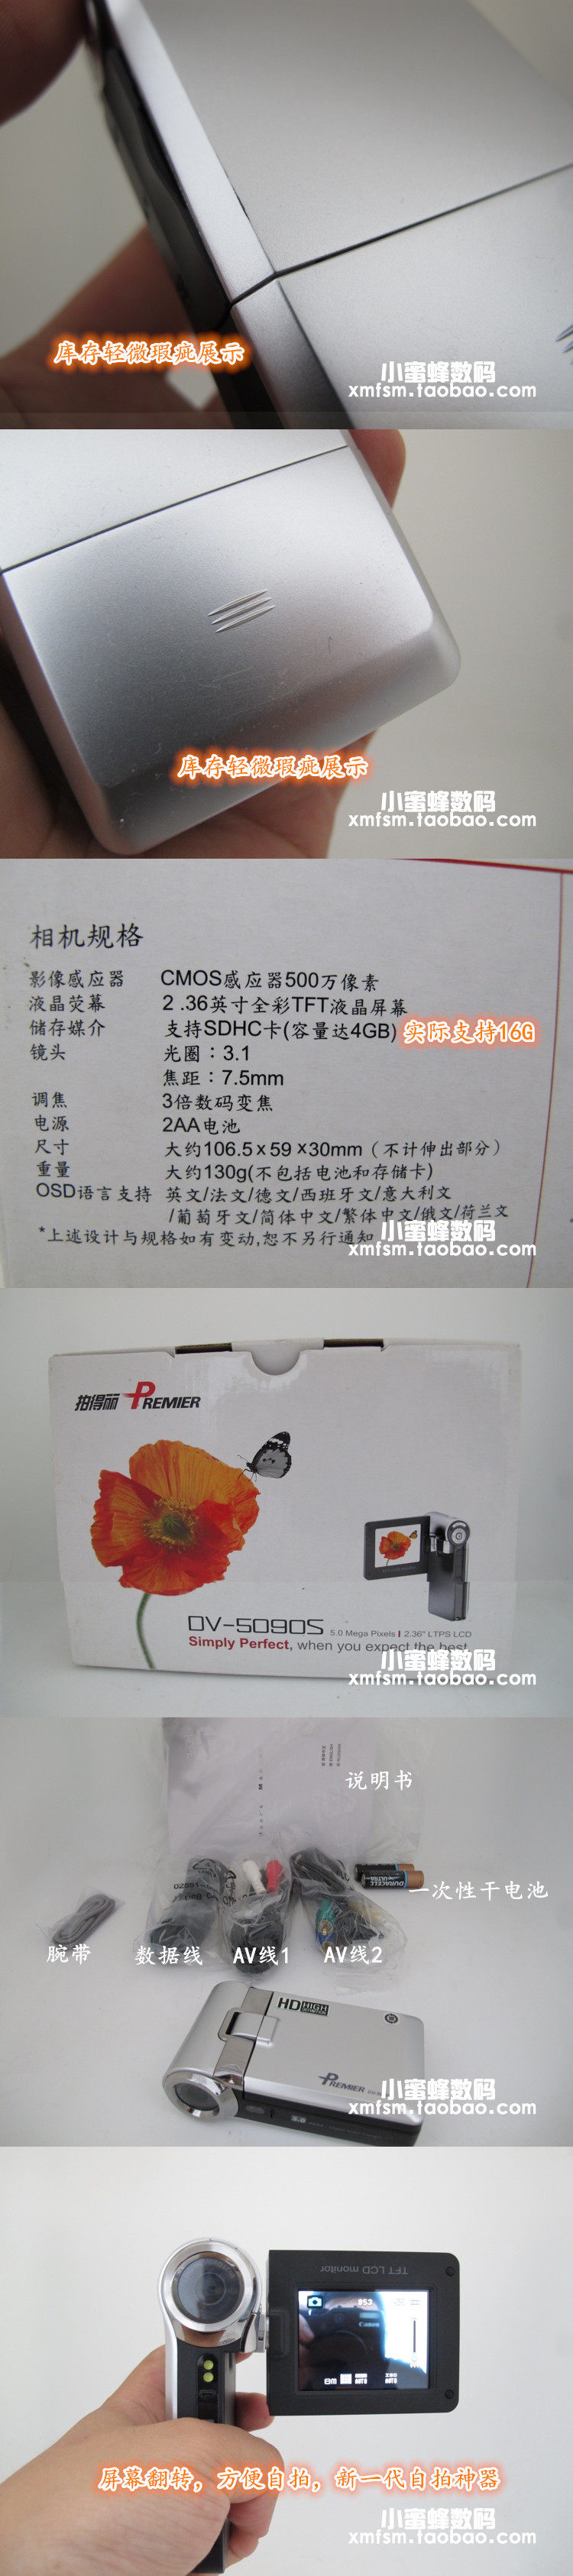 库存轻微瑕疵展示
小蜜蜂数码
xmfsm.taobao.com
库存轻微瑕疵展示
小蜜蜂数码
xmfsm.taobao.com
相机规格
影像感应器 CMOS感应器500万像素
液晶荧幕 2.36英寸全彩TFT液晶屏幕
储存媒介 支持SDHC卡(容量达4GB) 实际支持16G
镜头 光圈：3.1
焦距：7.5mm
调焦 3倍数码变焦
电源 2AA电池
尺寸 大约106.5x59x30mm（不计伸出部分）
重量 大约130g(不包括电池和存储卡)
OSD语言支持 英文/法文/德文/西班牙文/意大利文
/葡萄牙文/简体中文/繁体中文/俄文/荷兰文
*上述设计与规格如有变动,恕不另行通知
小蜜蜂数码
xmfsm.taobao.com
拍得丽 PREMIER
DV-5090S 5.0 Mega Pixels I 2.36" LTPS LCD
Simply Perfect, when you expect the best
小蜜蜂数码
xmfsm.taobao.com
说明书
DURACELL
一次性干电池
腕带 数据线 AV线1 AV线2
HD HIGH
PREMIER
小蜜蜂数码
xmfsm.taobao.com
TFT LCD monitor
853
Canon
8M
AUTO
ISO
AUTO
屏幕翻转，方便自拍，新一代自拍神器
小蜜蜂数码
xmfsm.taobao.com